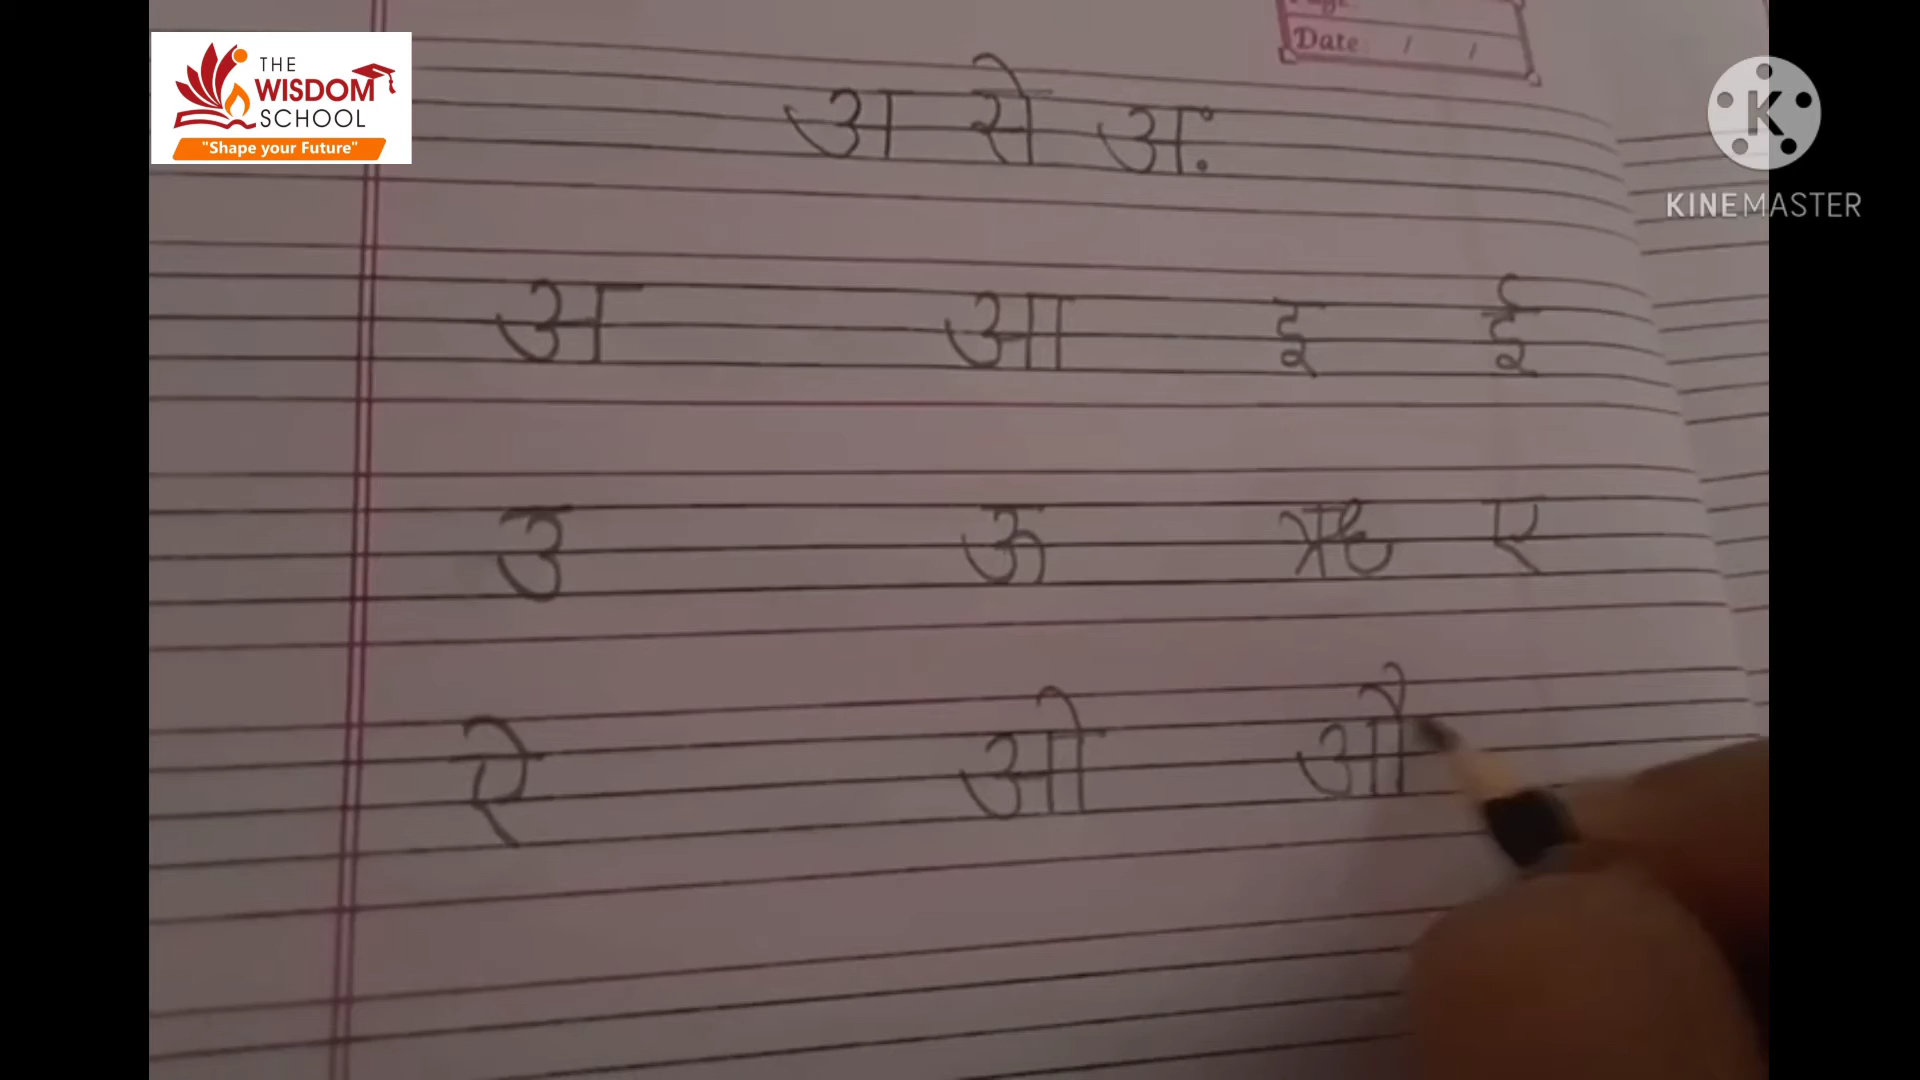 THE
WISDOM
SCHOOL
"Shape your Future"
Date / /
K
KINEMASTER
अ से अः
अ आ इ ई
उ ऊ ऋ ए
ऐ ओ औ